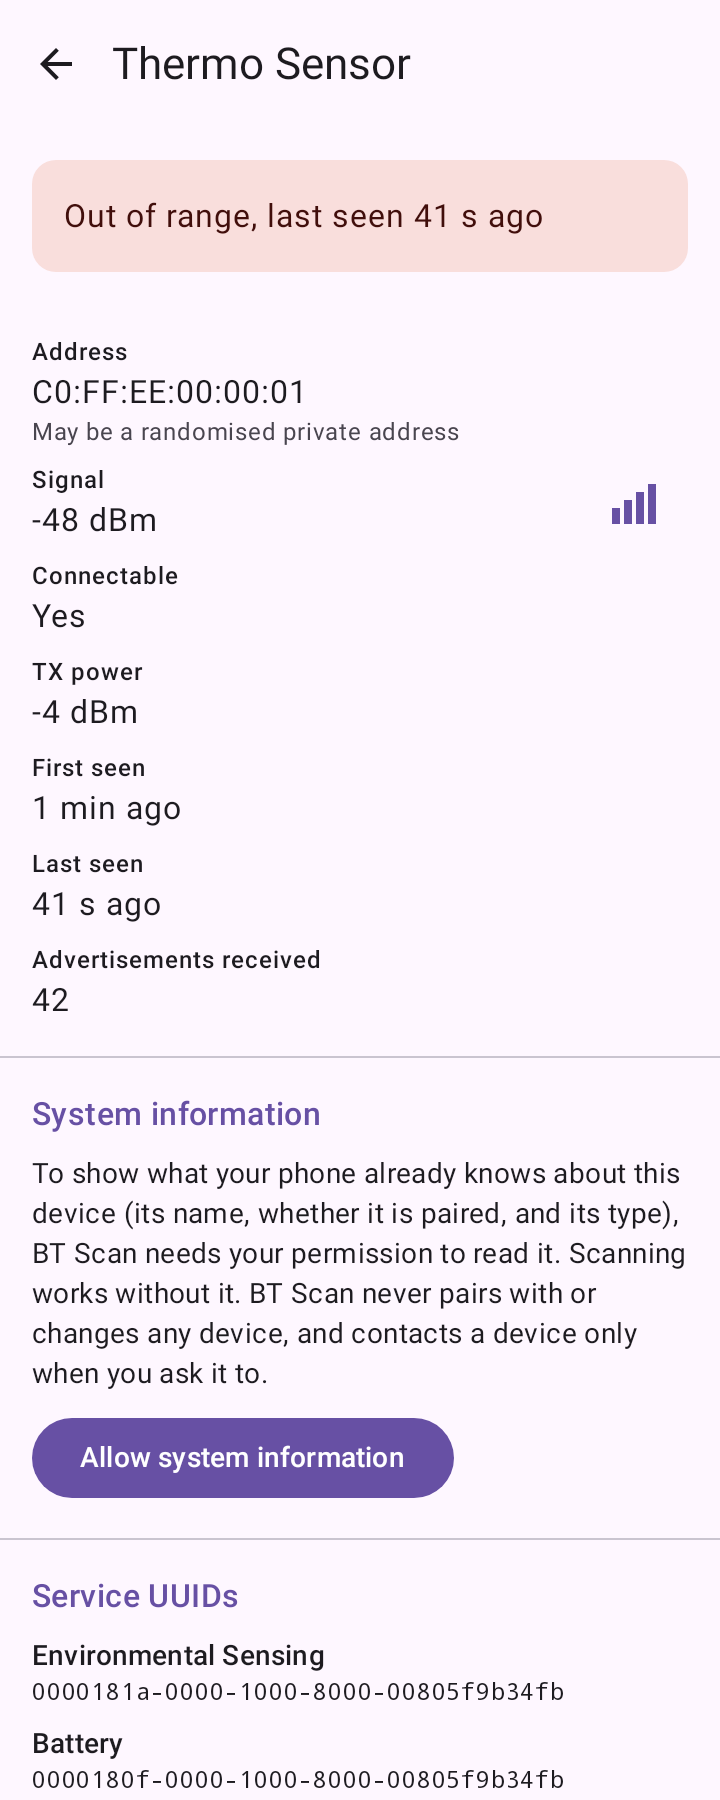 Thermo Sensor
Out of range, last seen 41 s ago
Address
C0:FF:EE:00:00:01
May be a randomised private address
Signal
-48 dBm
Connectable
Yes
TX power
-4 dBm
First seen
1 min ago
Last seen
41 s ago
Advertisements received
42
System information
To show what your phone already knows about this
device (its name, whether it is paired, and its type),
BT Scan needs your permission to read it. Scanning
works without it. BT Scan never pairs with or
changes any device, and contacts a device only
when you ask it to.
Allow system information
Service UUIDs
Environmental Sensing
0000181a-0000-1000-8000-00805f9b34fb
Battery
0000180f-0000-1000-8000-00805f9b34fb